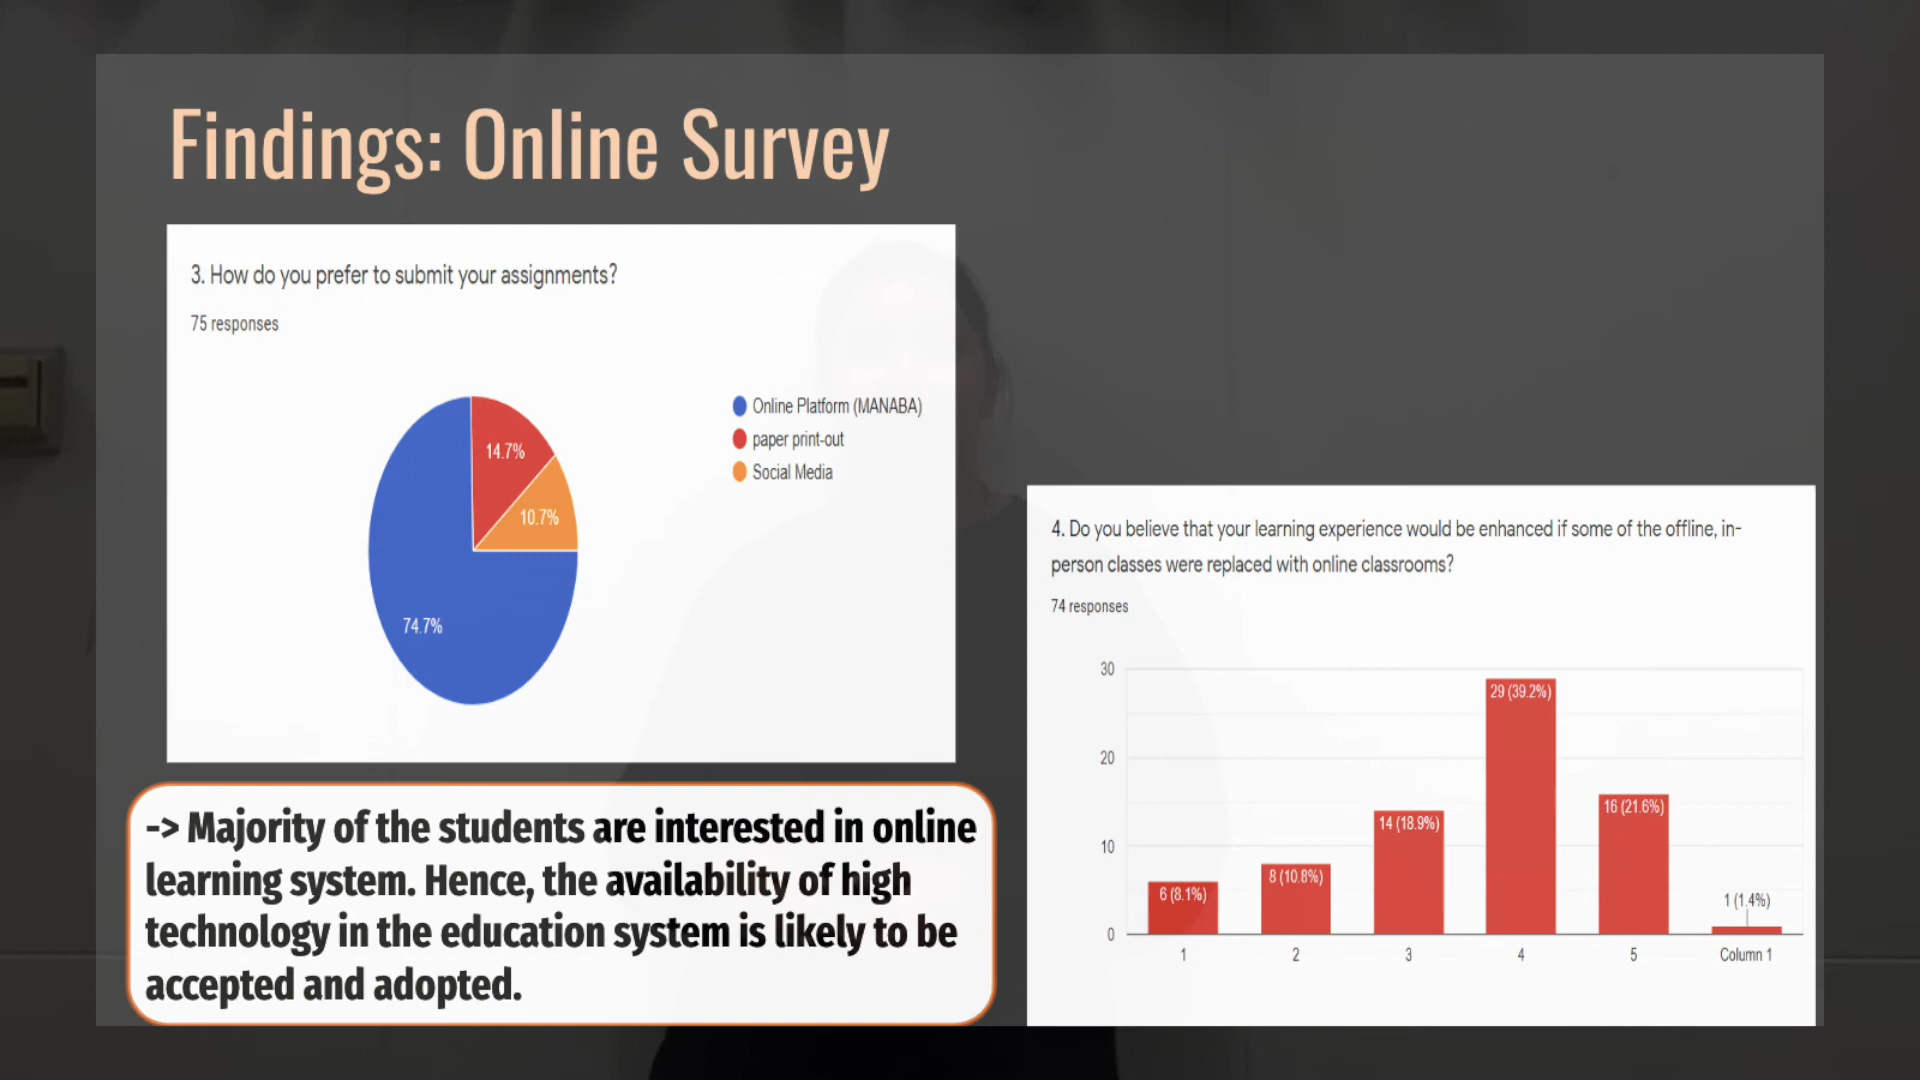 Findings: Online Survey
3. How do you prefer to submit your assignments?
75 responses
Online Platform (MANABA)
paper print-out
Social Media
14.7%
10.7%
74.7%
-> Majority of the students are interested in online
learning system. Hence, the availability of high
technology in the education system is likely to be
accepted and adopted.
4. Do you believe that your learning experience would be enhanced if some of the offline, in-
person classes were replaced with online classrooms?
74 responses
30
20
10
0
6 (8.1%)
8 (10.8%)
14 (18.9%)
29 (39.2%)
16 (21.6%)
1 (1.4%)
1
2
3
4
5
Column 1